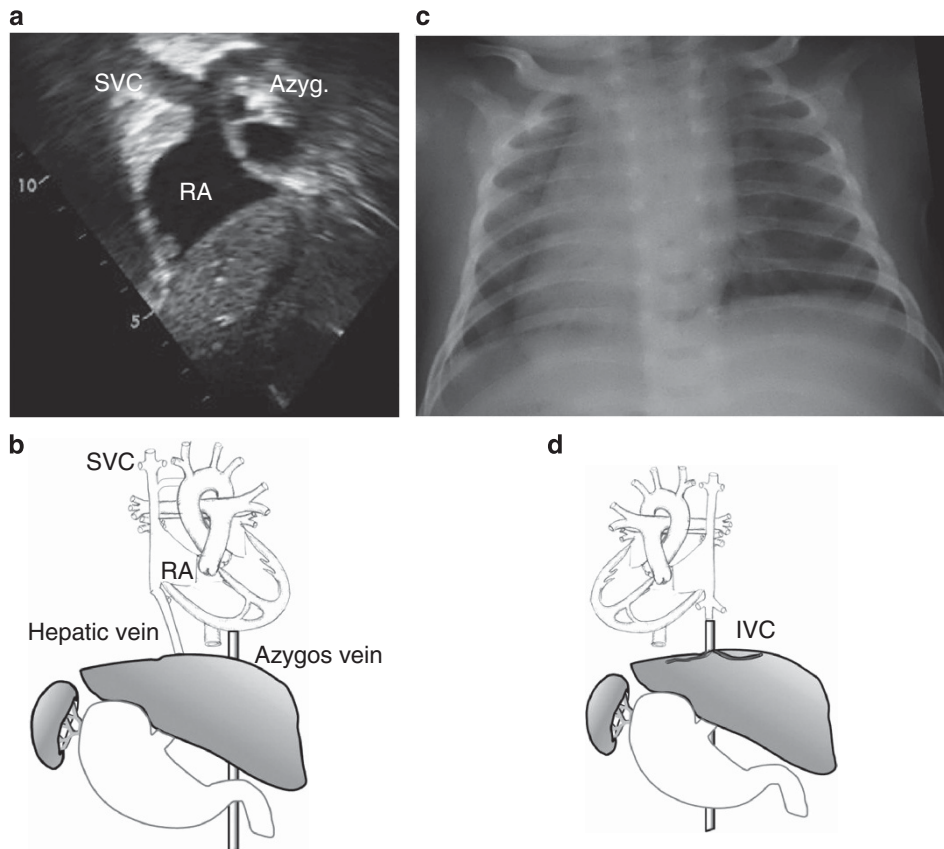 a
SVC
Azyg.
RA
10
5
c
b
SVC
RA
Hepatic vein
Azygos vein
d
IVC